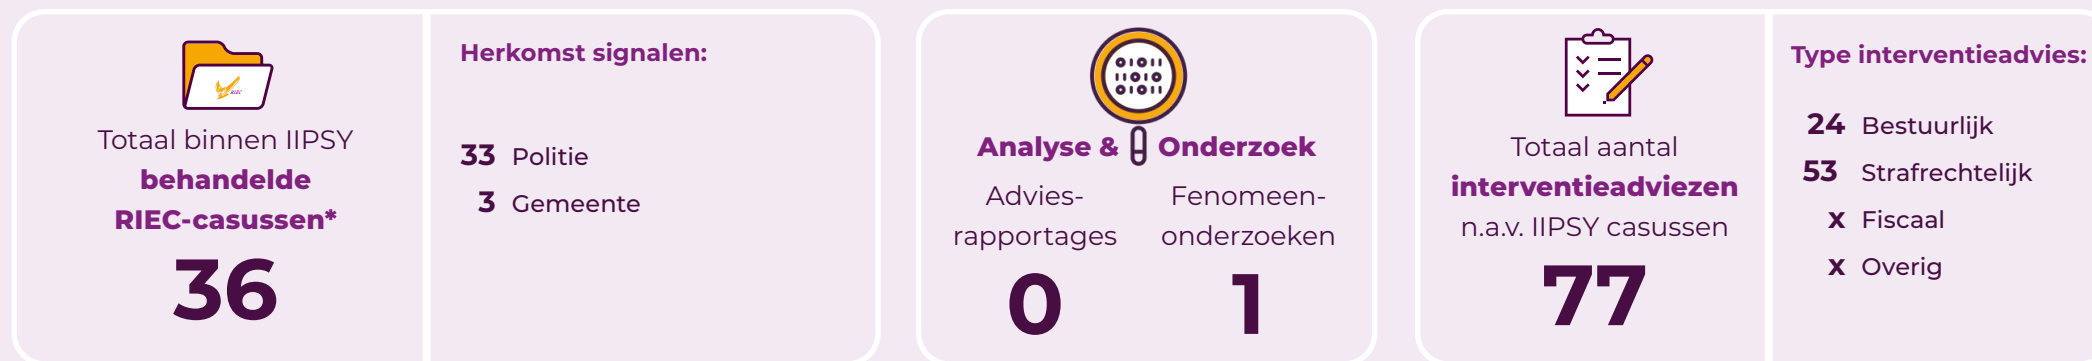 Totaal binnen IIPSY
behandelde
RIEC-casussen*
36
Herkomst signalen:
33 Politie
3 Gemeente
Analyse & Onderzoek
Advies-
rapportages
0
Fenomeen-
onderzoeken
1
Totaal aantal
interventieadviezen
n.a.v. IIPSY casussen
77
Type interventieadvies:
24 Bestuurlijk
53 Strafrechtelijk
x Fiscaal
x Overig